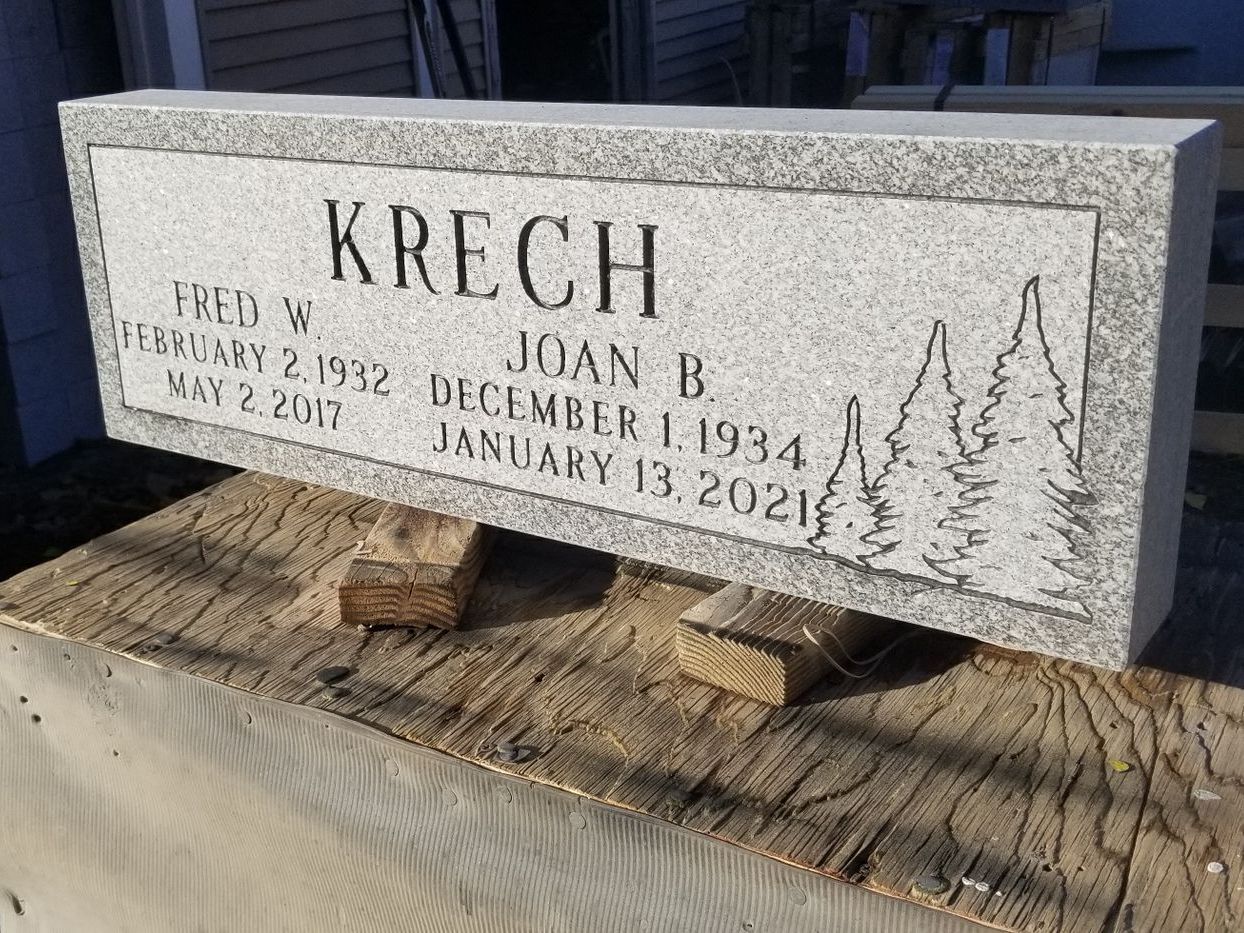 KRECH
FRED W.
FEBRUARY 2, 1932
MAY 2, 2017
JOAN B.
DECEMBER 1, 1934
JANUARY 13, 2021